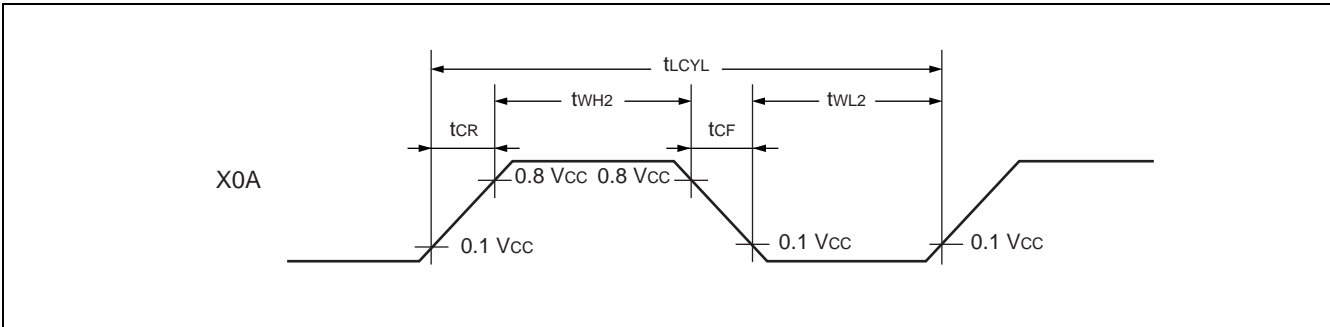 tLCYL
tWH2
tWL2
tCR
tCF
X0A
0.8 VCC 0.8 VCC
0.1 VCC
0.1 VCC
0.1 VCC